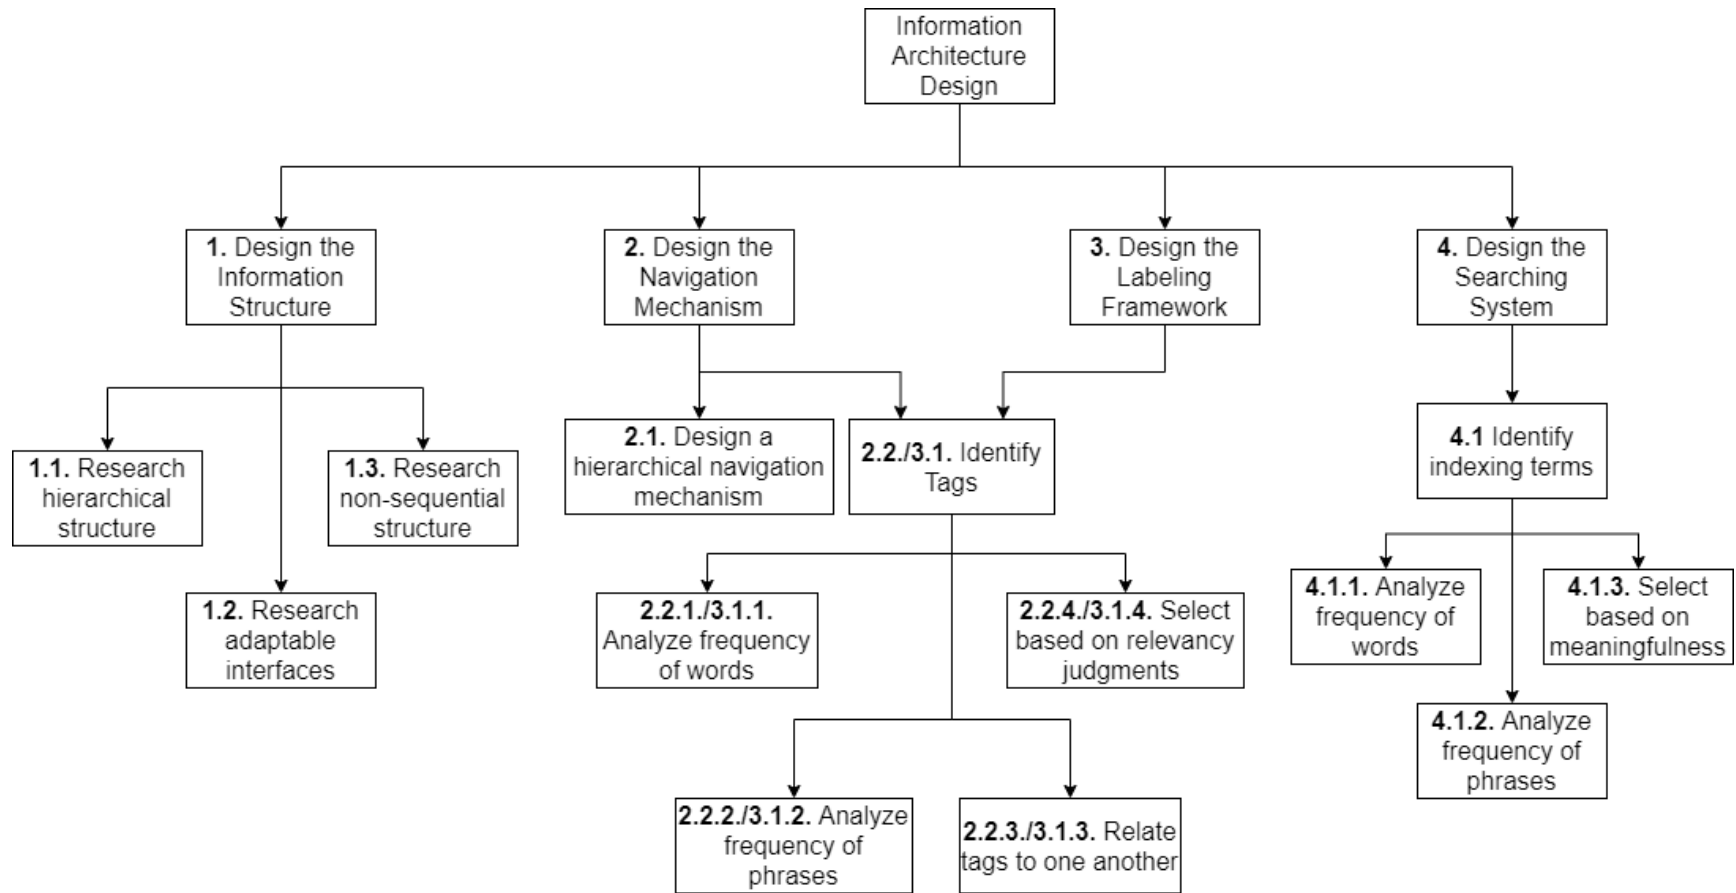 Information
Architecture
Design
1. Design the
Information
Structure
2. Design the
Navigation
Mechanism
3. Design the
Labeling
Framework
4. Design the
Searching
System
1.1. Research
hierarchical
structure
1.3. Research
non-sequential
structure
1.2. Research
adaptable
interfaces
2.1. Design a
hierarchical navigation
mechanism
2.2./3.1. Identify
Tags
4.1 Identify
indexing terms
2.2.1./3.1.1.
Analyze frequency
of words
2.2.4./3.1.4. Select
based on relevancy
judgments
2.2.2./3.1.2. Analyze
frequency of
phrases
2.2.3./3.1.3. Relate
tags to one another
4.1.1. Analyze
frequency of
words
4.1.3. Select
based on
meaningfulness
4.1.2. Analyze
frequency of
phrases